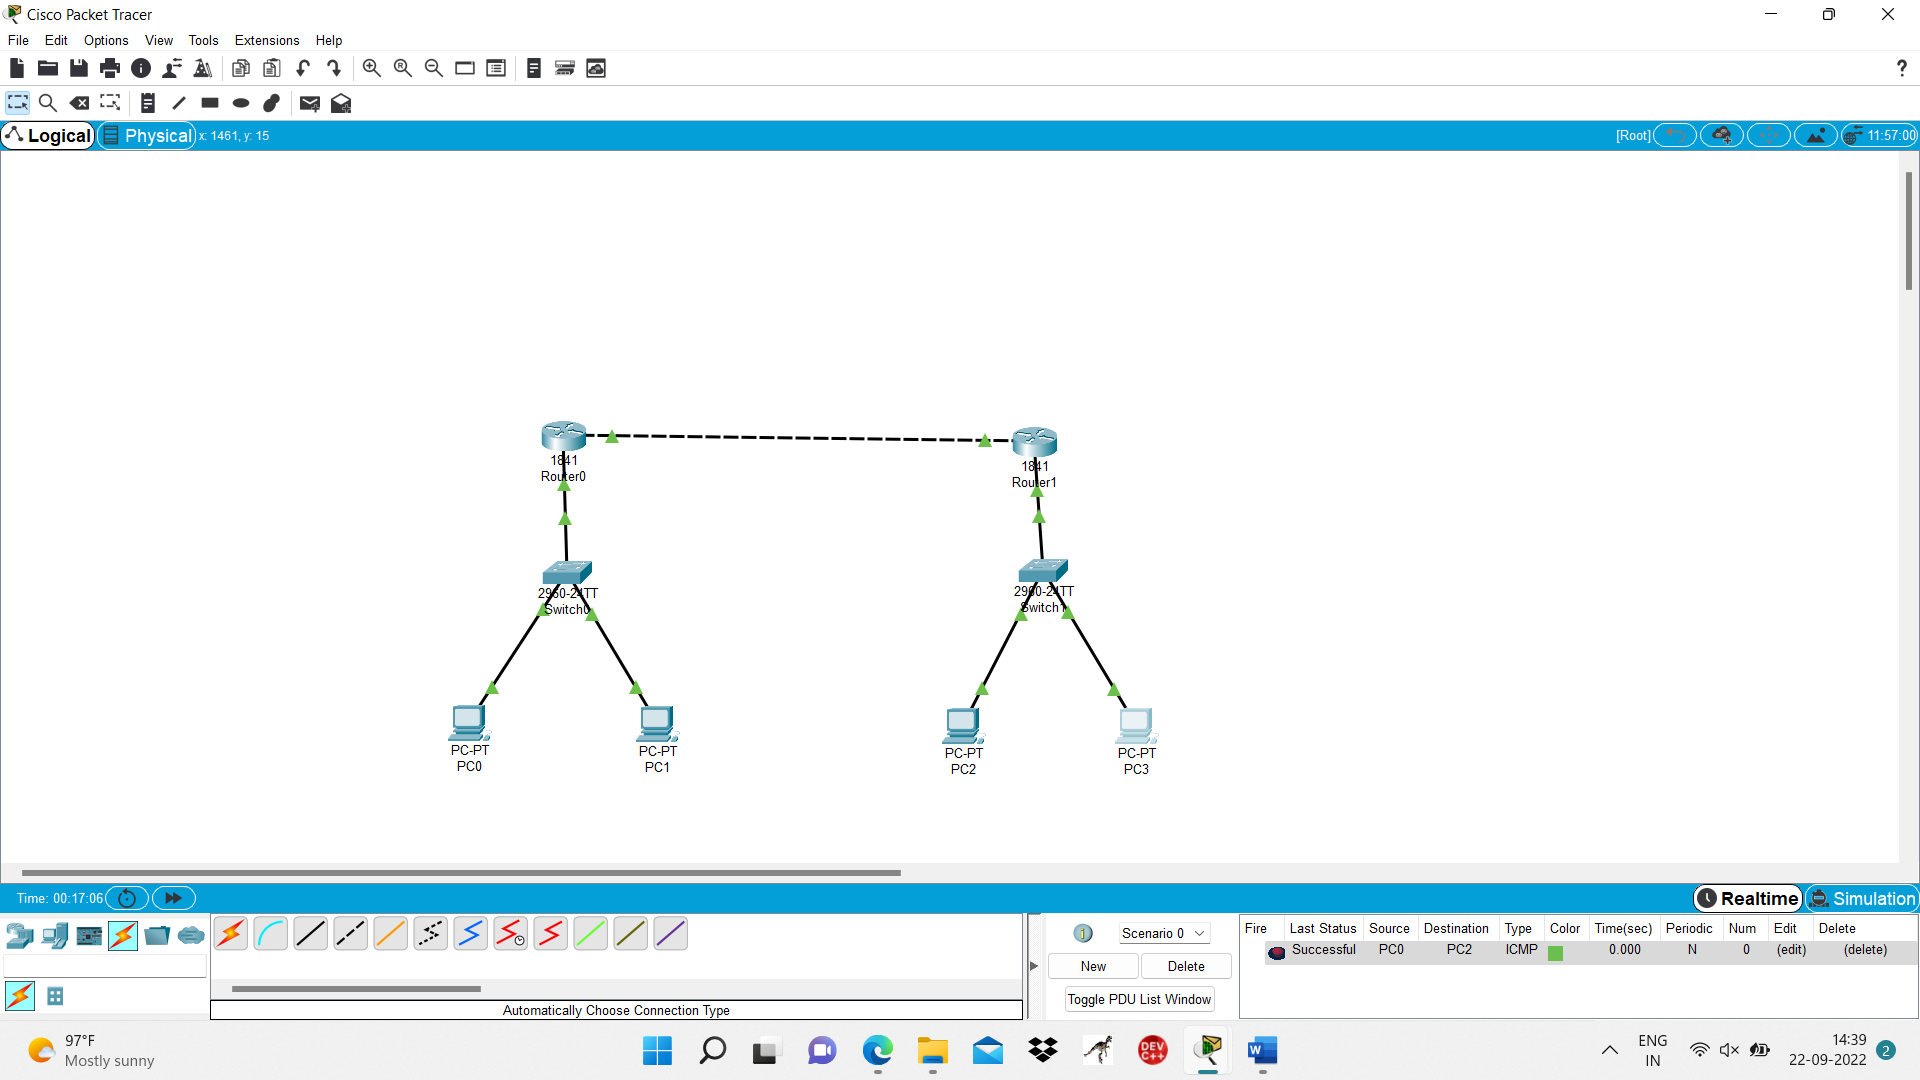 Cisco Packet Tracer
File Edit Options View Tools Extensions Help
?
Logical Physical x: 1461, y: 15 [Root] 11:57:00
1841
Router0
1841
Router1
2960-24TT
Switch0
2960-24TT
Switch1
PC-PT
PC0
PC-PT
PC1
PC-PT
PC2
PC-PT
PC3
Time: 00:17:06 Realtime Simulation
Scenario 0
New Delete
Toggle PDU List Window
Fire Last Status Source Destination Type Color Time(sec) Periodic Num Edit Delete
Successful PC0 PC2 ICMP 0.000 N 0 (edit) (delete)
Automatically Choose Connection Type
97°F
Mostly sunny
DEV
C++
W
ENG
IN
14:39
22-09-2022
2